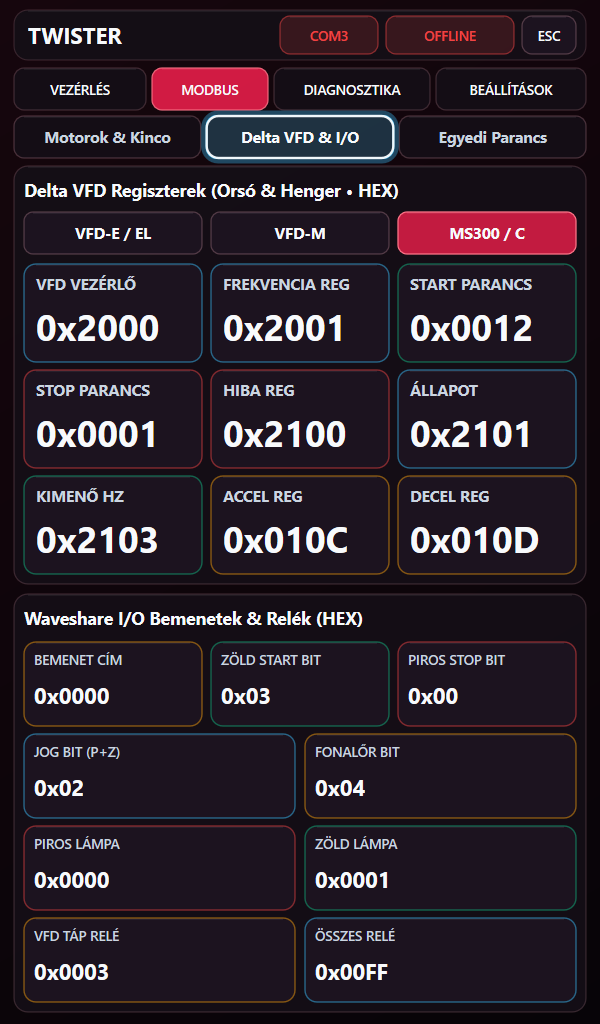 TWISTER COM3 OFFLINE ESC
VEZÉRLÉS MODBUS DIAGNOSZTIKA BEÁLLÍTÁSOK
Motorok & Kinco Delta VFD & I/O Egyedi Parancs
Delta VFD Regiszterek (Orsó & Henger • HEX)
VFD-E / EL VFD-M MS300 / C
VFD VEZÉRLŐ FREKVENCIA REG START PARANCS
0x2000 0x2001 0x0012
STOP PARANCS HIBA REG ÁLLAPOT
0x0001 0x2100 0x2101
KIMENŐ HZ ACCEL REG DECEL REG
0x2103 0x010C 0x010D
Waveshare I/O Bemenetek & Relék (HEX)
BEMENET CÍM ZÖLD START BIT PIROS STOP BIT
0x0000 0x03 0x00
JOG BIT (P+Z) FONALŐR BIT
0x02 0x04
PIROS LÁMPA ZÖLD LÁMPA
0x0000 0x0001
VFD TÁP RELÉ ÖSSZES RELÉ
0x0003 0x00FF